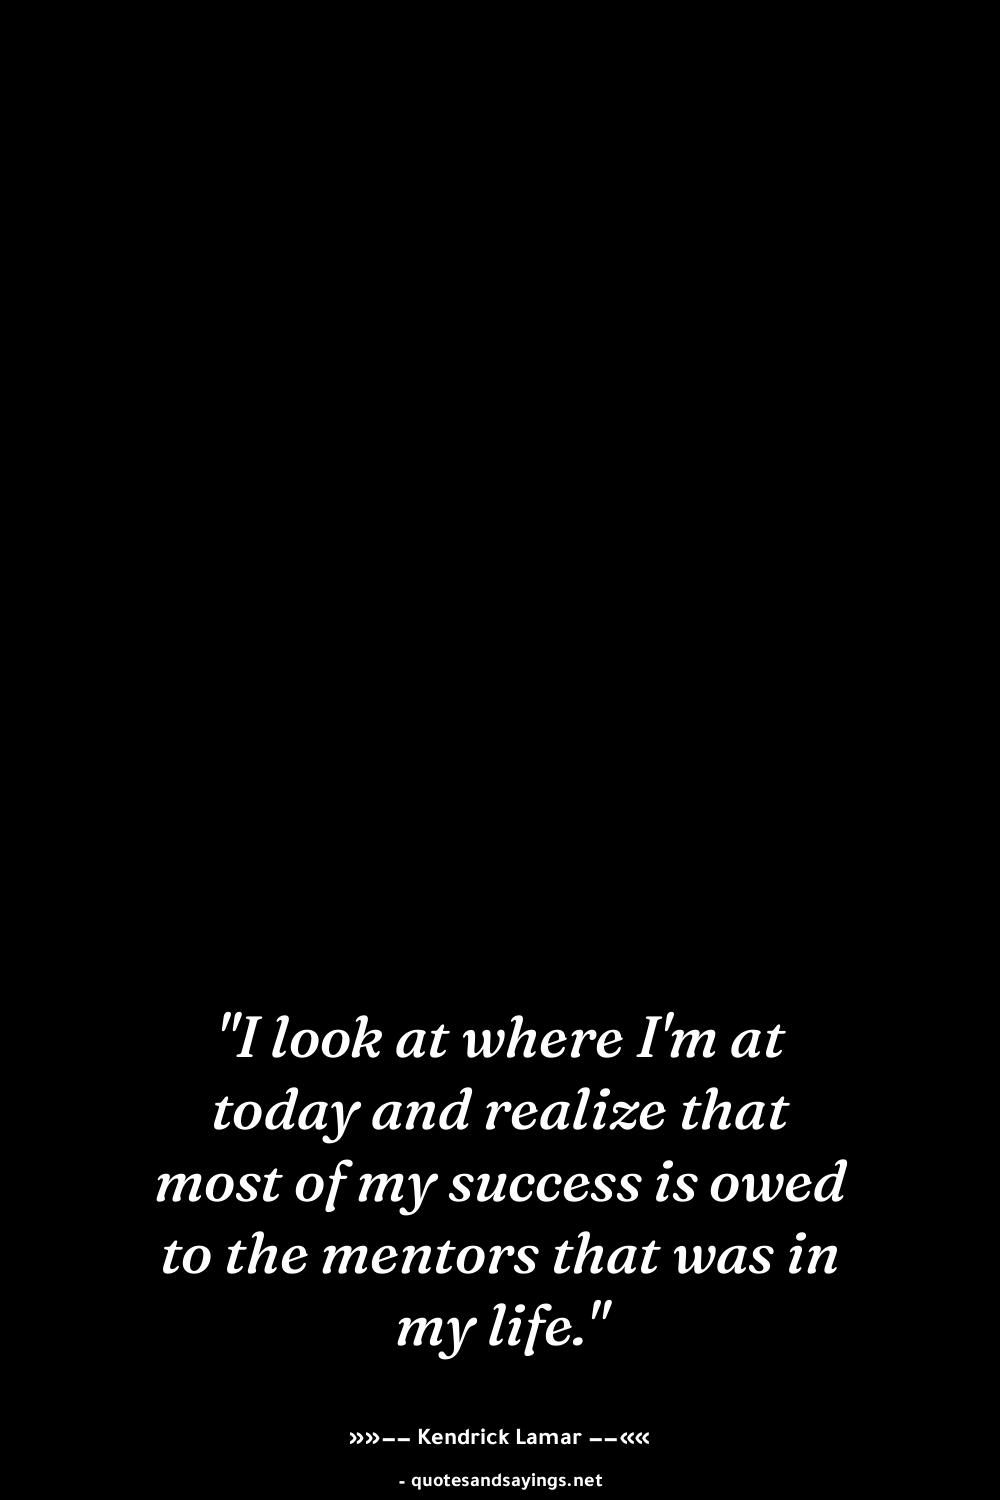 "I look at where I'm at
today and realize that
most of my success is owed
to the mentors that was in
my life."
»»—— Kendrick Lamar ——««
- quotesandsayings.net